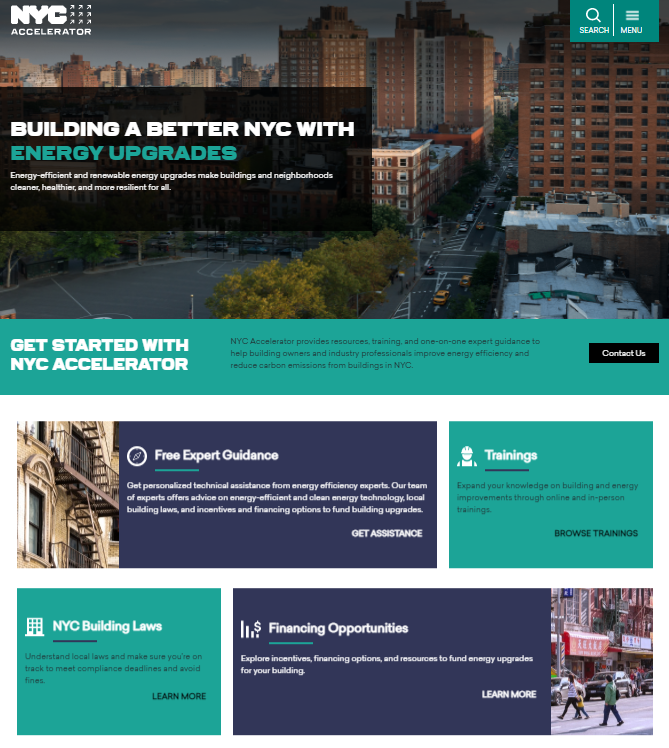 NYC
ACCELERATOR
SEARCH
MENU
BUILDING A BETTER NYC WITH
ENERGY UPGRADES
Energy-efficient and renewable energy upgrades make buildings and neighborhoods
cleaner, healthier, and more resilient for all.
GET STARTED WITH
NYC ACCELERATOR
NYC Accelerator provides resources, training, and one-on-one expert guidance to
help building owners and industry professionals improve energy efficiency and
reduce carbon emissions from buildings in NYC.
Contact Us
Free Expert Guidance
Get personalized technical assistance from energy efficiency experts. Our team
of experts offers advice on energy-efficient and clean energy technology, local
building laws, and incentives and financing options to fund building upgrades.
GET ASSISTANCE
Trainings
Expand your knowledge on building and energy
improvements through online and in-person
trainings.
BROWSE TRAININGS
NYC Building Laws
Understand local laws and make sure you're on
track to meet compliance deadlines and avoid
fines.
LEARN MORE
Financing Opportunities
Explore incentives, financing options, and resources to fund energy upgrades
for your building.
LEARN MORE